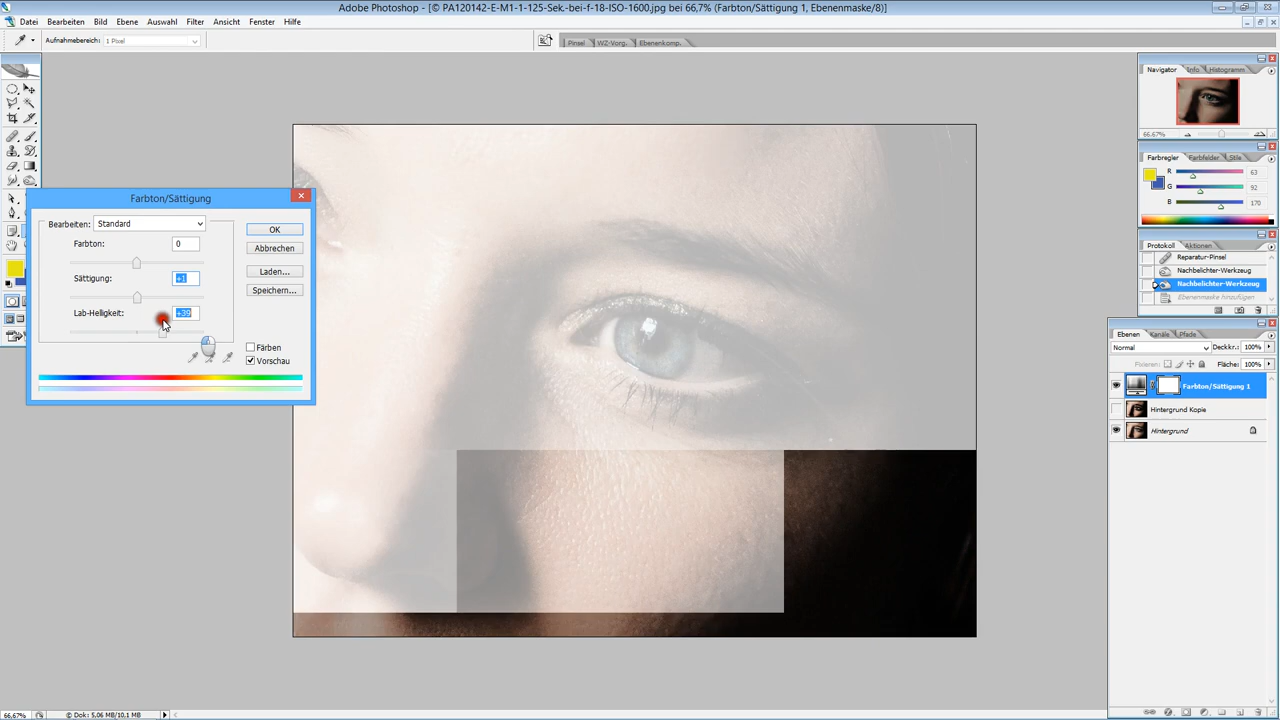 Adobe Photoshop - [© PA120142-E-M1-1-125-Sek.-bei-f-18-ISO-1600.jpg bei 66,7% (Farbton/Sättigung 1, Ebenenmaske/8)]
Datei Bearbeiten Bild Ebene Auswahl Filter Ansicht Fenster Hilfe
Aufnahmebereich: 1 Pixel
Pinsel WZ-Vorg. Ebenenkomp.
Navigator Info Histogramm
66.67%
Farbregler Farbfelder Stile
R 63
G 92
B 170
Protokoll Aktionen
Reparatur-Pinsel
Nachbelichter-Werkzeug
Nachbelichter-Werkzeug
Ebenenmaske hinzufügen
Ebenen Kanäle Pfade
Normal Deckkr.: 100%
Fixieren: Fläche: 100%
Farbton/Sättigung 1
Hintergrund Kopie
Hintergrund
Farbton/Sättigung
Bearbeiten: Standard
Farbton: 0
Sättigung: +1
Lab-Helligkeit: +39
OK
Abbrechen
Laden...
Speichern...
Färben
Vorschau
66,67% Dok: 5,06 MB/10,1 MB